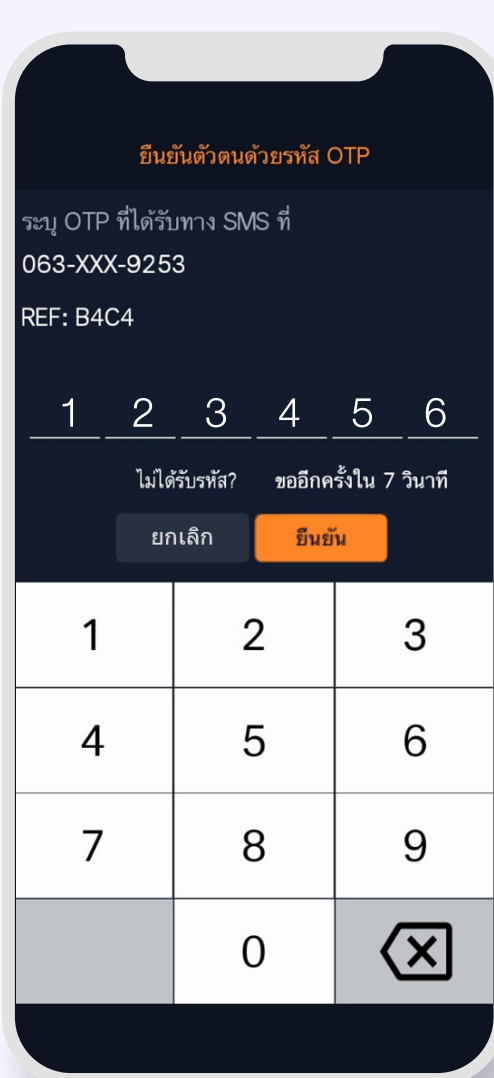 ยืนยันตัวตนด้วยรหัส OTP
ระบุ OTP ที่ได้รับทาง SMS ที่
063-XXX-9253
REF: B4C4
1 2 3 4 5 6
ไม่ได้รับรหัส? ขออีกครั้งใน 7 วินาที
ยกเลิก ยืนยัน
1 2 3
4 5 6
7 8 9
0